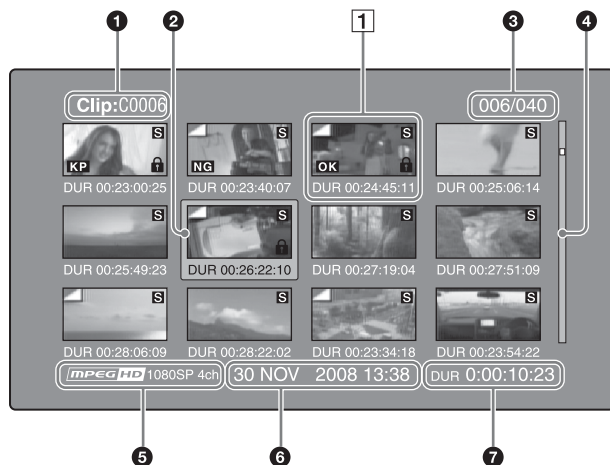 1 2 1 3 4
Clip:C0006 006/040
S S S S
KP NG OK
DUR 00:23:00:25 DUR 00:23:40:07 DUR 00:24:45:11 DUR 00:25:06:14
S S S S
DUR 00:25:49:23 DUR 00:26:22:10 DUR 00:27:19:04 DUR 00:27:51:09
S S S S
DUR 00:28:06:09 DUR 00:28:22:02 DUR 00:23:34:18 DUR 00:23:54:22
MPEG HD 1080SP 4ch 30 NOV 2008 13:38 DUR 0:00:10:23
5 6 7